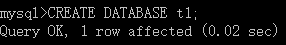 mysql>CREATE DATABASE t1;
Query OK, 1 row affected (0.02 sec)